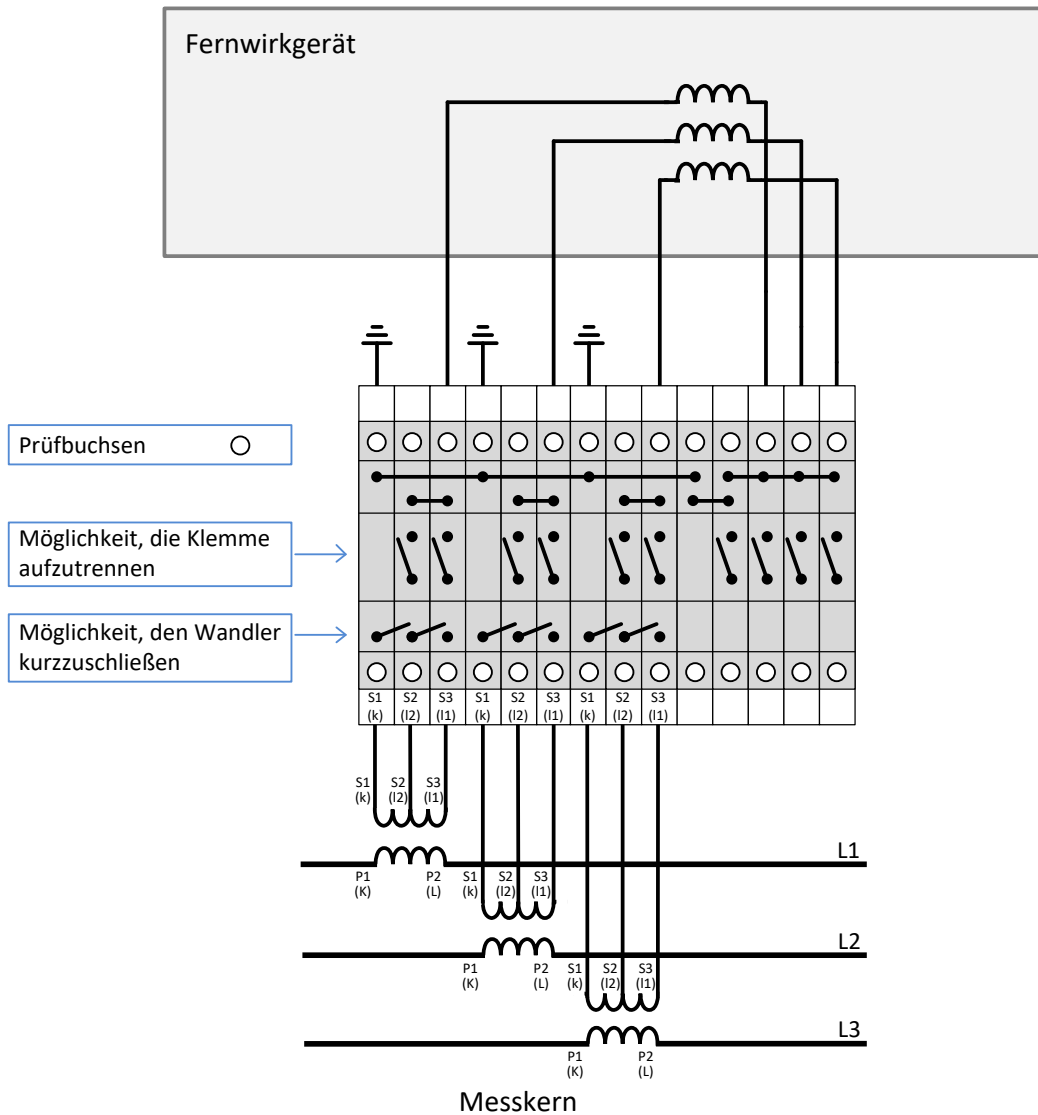 Fernwirkgerät
Prüfbuchsen
Möglichkeit, die Klemme
aufzutrennen
Möglichkeit, den Wandler
kurzzuschließen
S1 S2 S3 S1 S2 S3 S1 S2 S3
(k) (l2) (l1) (k) (l2) (l1) (k) (l2) (l1)
S1 S2 S3
(k) (l2) (l1)
L1
P1 P2 S1 S2 S3
(K) (L) (k) (l2) (l1)
L2
P1 P2 S1 S2 S3
(K) (L) (k) (l2) (l1)
L3
P1 P2
(K) (L)
Messkern